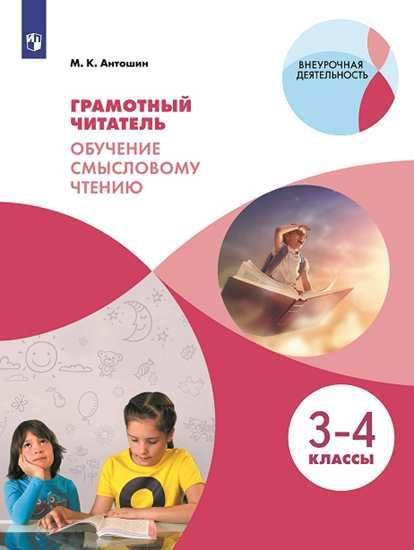 М. К. Антошин
ГРАМОТНЫЙ
ЧИТАТЕЛЬ
ОБУЧЕНИЕ
СМЫСЛОВОМУ
ЧТЕНИЮ
ВНЕУРОЧНАЯ
ДЕЯТЕЛЬНОСТЬ
3–4
КЛАССЫ